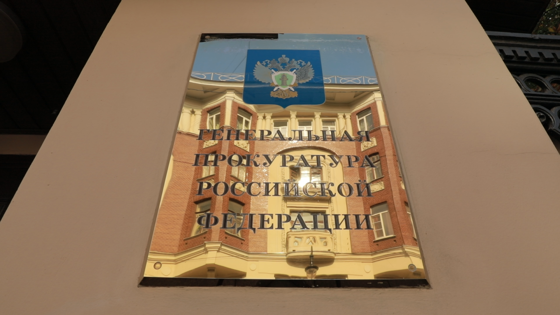 ГЕНЕРАЛЬНАЯ
ПРОКУРАТУРА
РОССИЙСКОЙ
ФЕДЕРАЦИИ